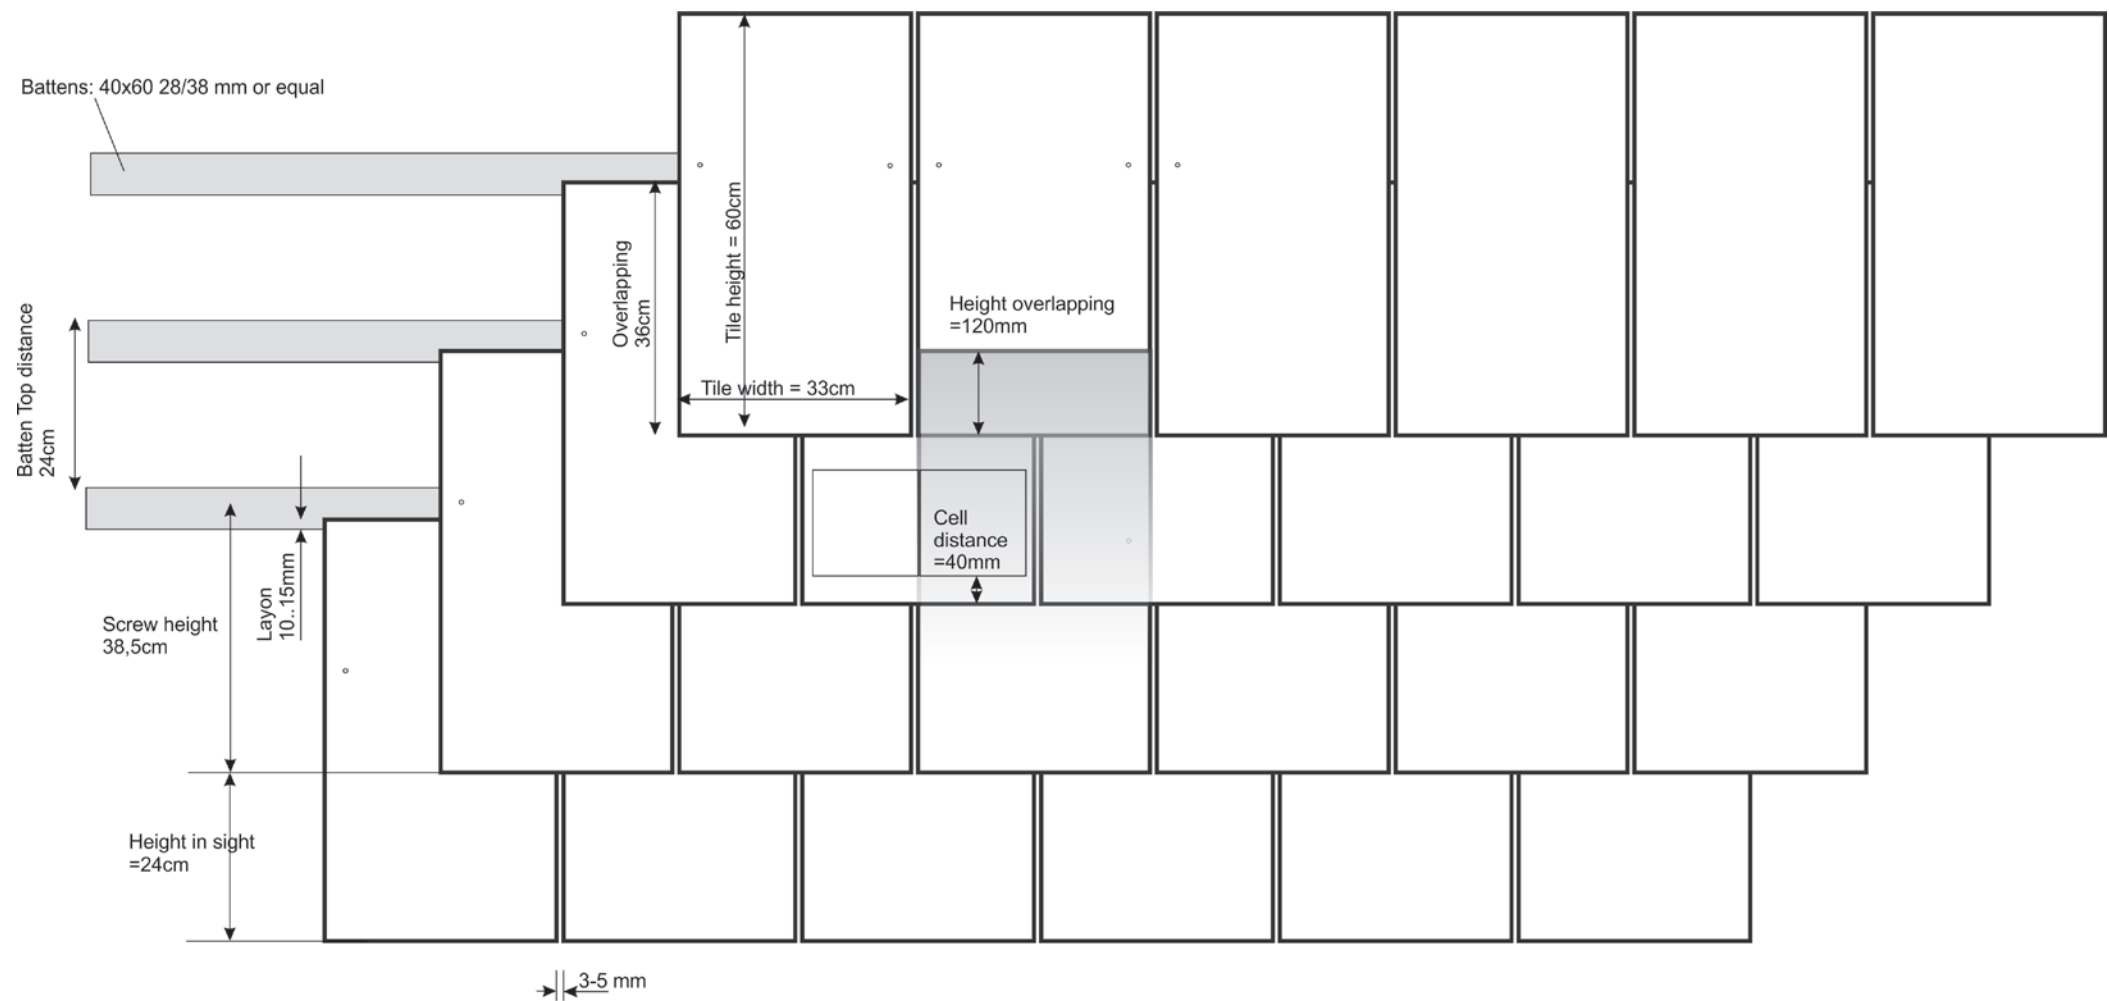 Battens: 40x60 28/38 mm or equal
Tile height = 60cm
Overlapping
36cm
Height overlapping
=120mm
Batten Top distance
24cm
Tile width = 33cm
Cell
distance
=40mm
Layon
10..15mm
Screw height
38,5cm
Height in sight
=24cm
3-5 mm